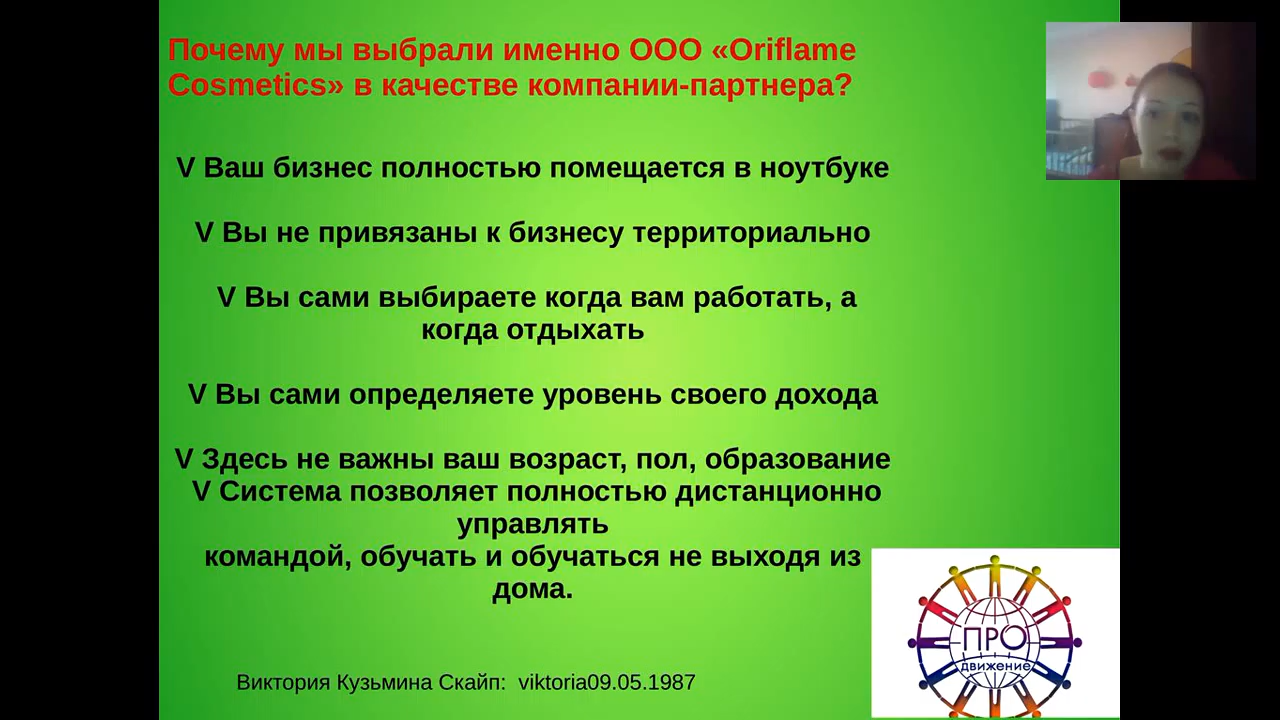 Почему мы выбрали именно ООО «Oriflame
Cosmetics» в качестве компании-партнера?
V Ваш бизнес полностью помещается в ноутбуке
V Вы не привязаны к бизнесу территориально
V Вы сами выбираете когда вам работать, а
когда отдыхать
V Вы сами определяете уровень своего дохода
V Здесь не важны ваш возраст, пол, образование
V Система позволяет полностью дистанционно
управлять
командой, обучать и обучаться не выходя из
дома.
ПРО
движение
Виктория Кузьмина Скайп: viktoria09.05.1987